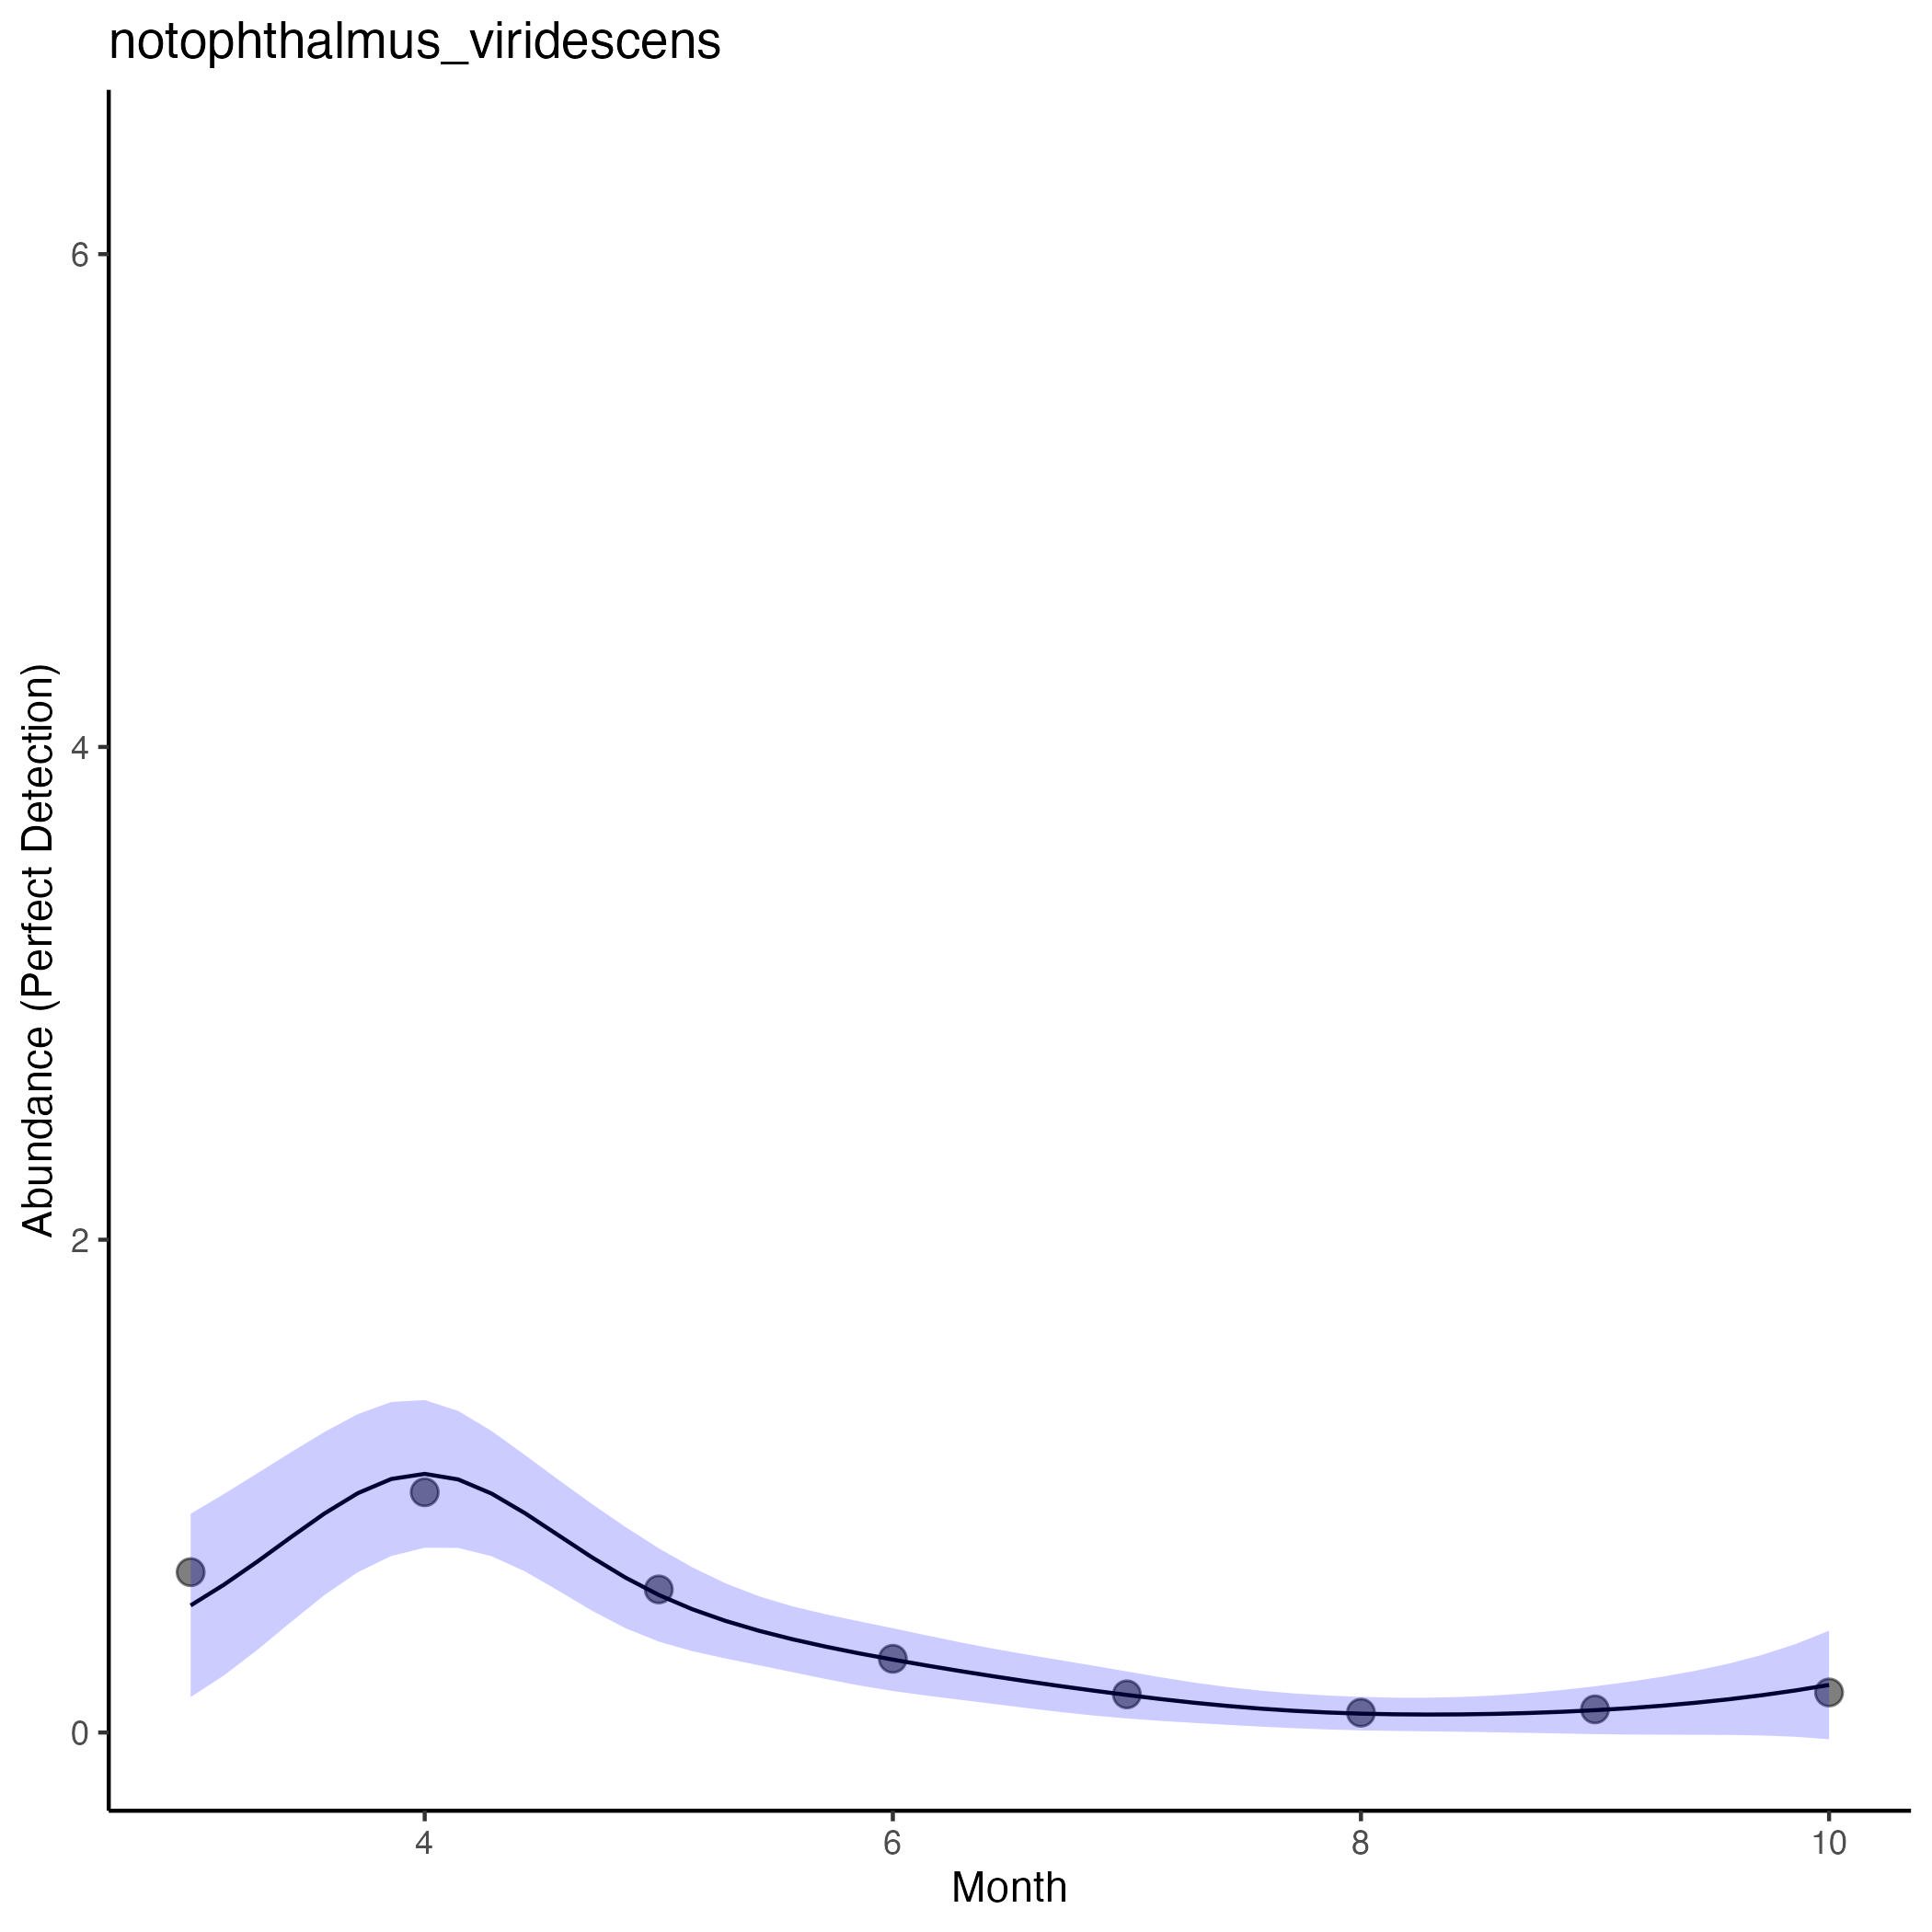 notophthalmus_viridescens
Abundance (Perfect Detection)
6
4
2
0
4 6 8 10
Month